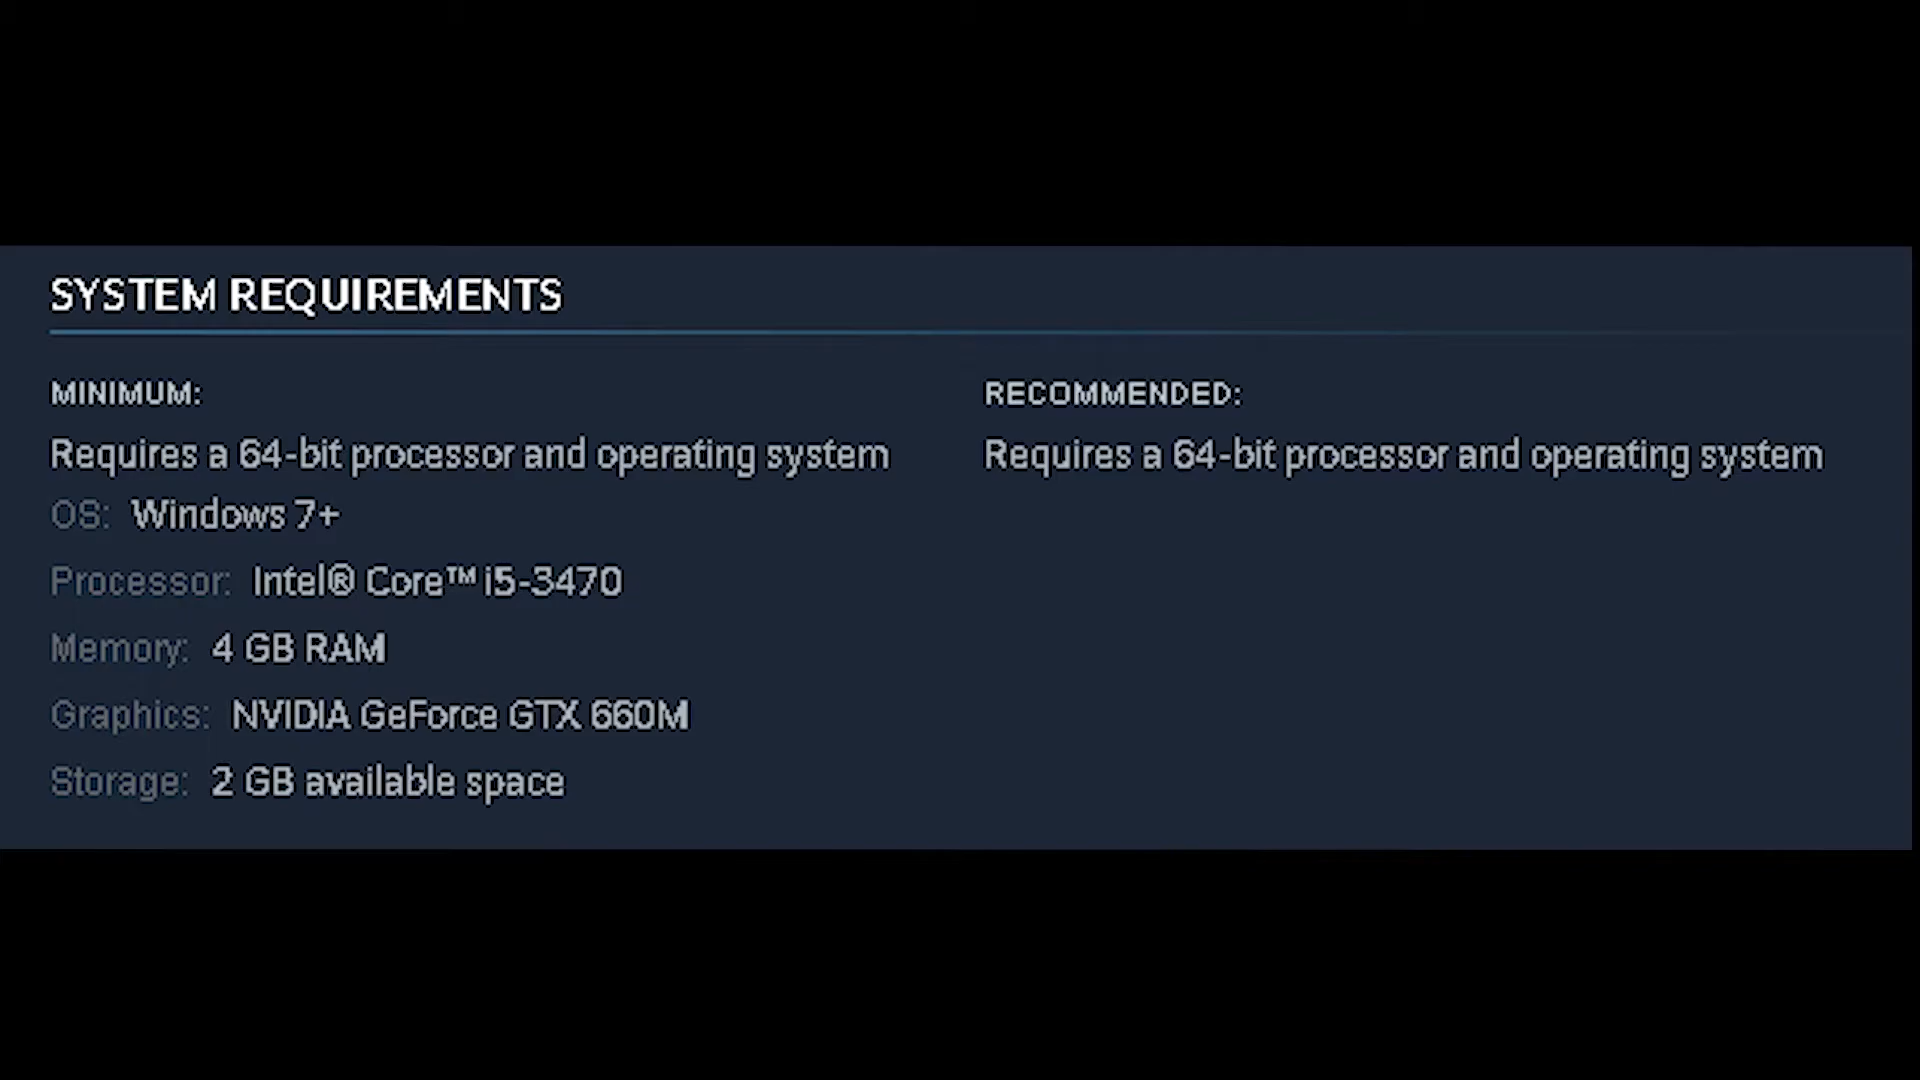 SYSTEM REQUIREMENTS
MINIMUM:
Requires a 64-bit processor and operating system
OS: Windows 7+
Processor: Intel® Core™ i5-3470
Memory: 4 GB RAM
Graphics: NVIDIA GeForce GTX 660M
Storage: 2 GB available space
RECOMMENDED:
Requires a 64-bit processor and operating system